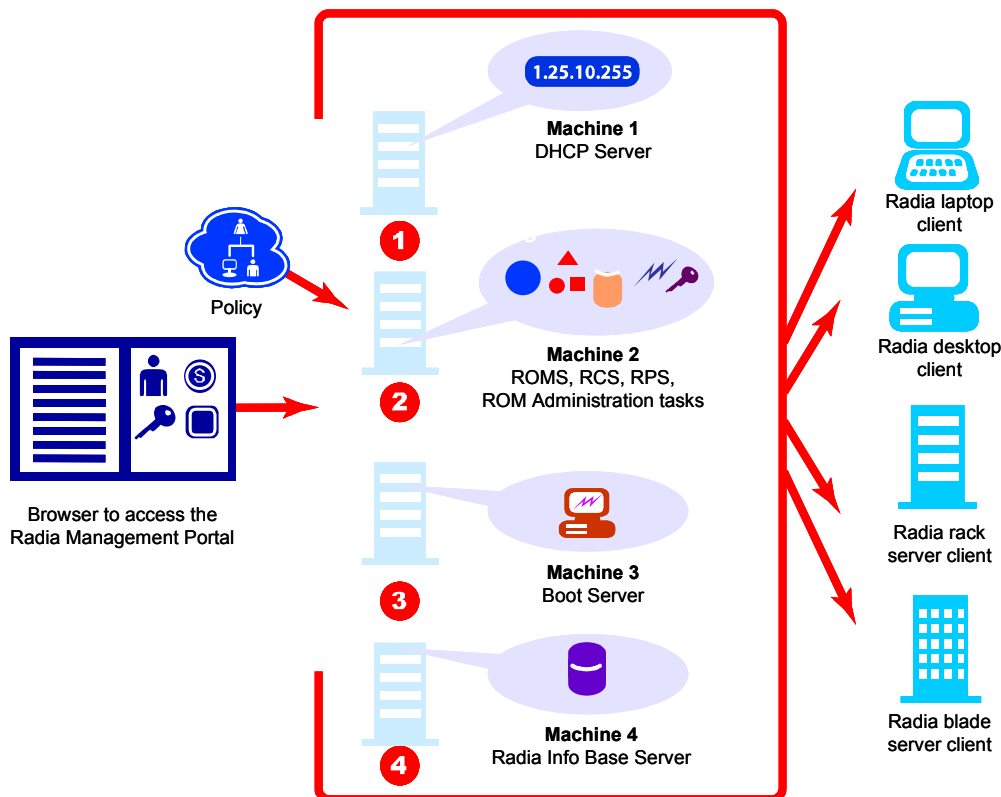 1.25.10.255
Machine 1
DHCP Server
1
Policy
Machine 2
ROMS, RCS, RPS,
ROM Administration tasks
2
S
Browser to access the
Radia Management Portal
Machine 3
Boot Server
3
Machine 4
Radia Info Base Server
4
Radia laptop
client
Radia desktop
client
Radia rack
server client
Radia blade
server client